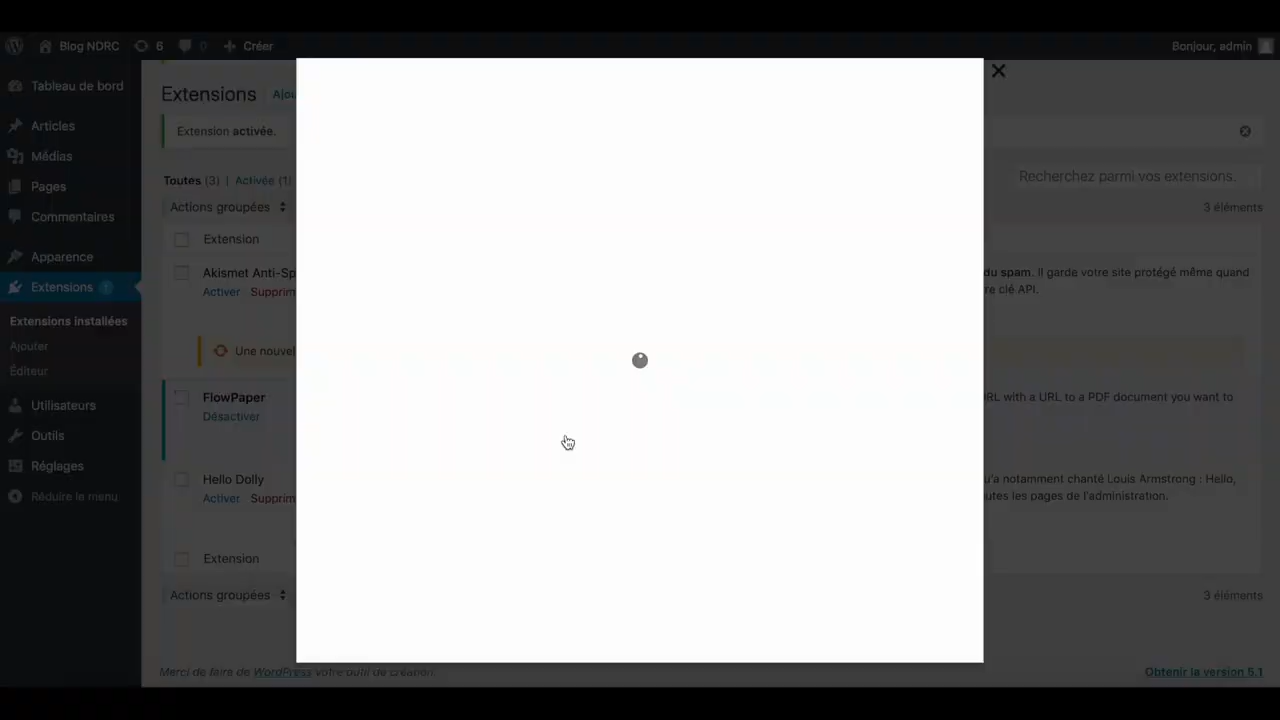 Blog NDRC 6 0 Créer Bonjour, admin
Tableau de bord
Articles
Médias
Pages
Commentaires
Apparence
Extensions 1
Extensions installées
Ajouter
Éditeur
Utilisateurs
Outils
Réglages
Réduire le menu
Extensions Ajou
Extension activée.
Toutes (3) | Activée (1)
Recherchez parmi vos extensions.
Actions groupées
3 éléments
Extension
Akismet Anti-Sp
du spam. Il garde votre site protégé même quand
Activer Supprim
re clé API.
Une nouvel
FlowPaper
RL with a URL to a PDF document you want to
Désactiver
Hello Dolly
u'a notamment chanté Louis Armstrong : Hello,
Activer Supprim
utes les pages de l'administration.
Extension
Actions groupées
3 éléments
Merci de faire de WordPress votre outil de création.
Obtenir la version 5.1